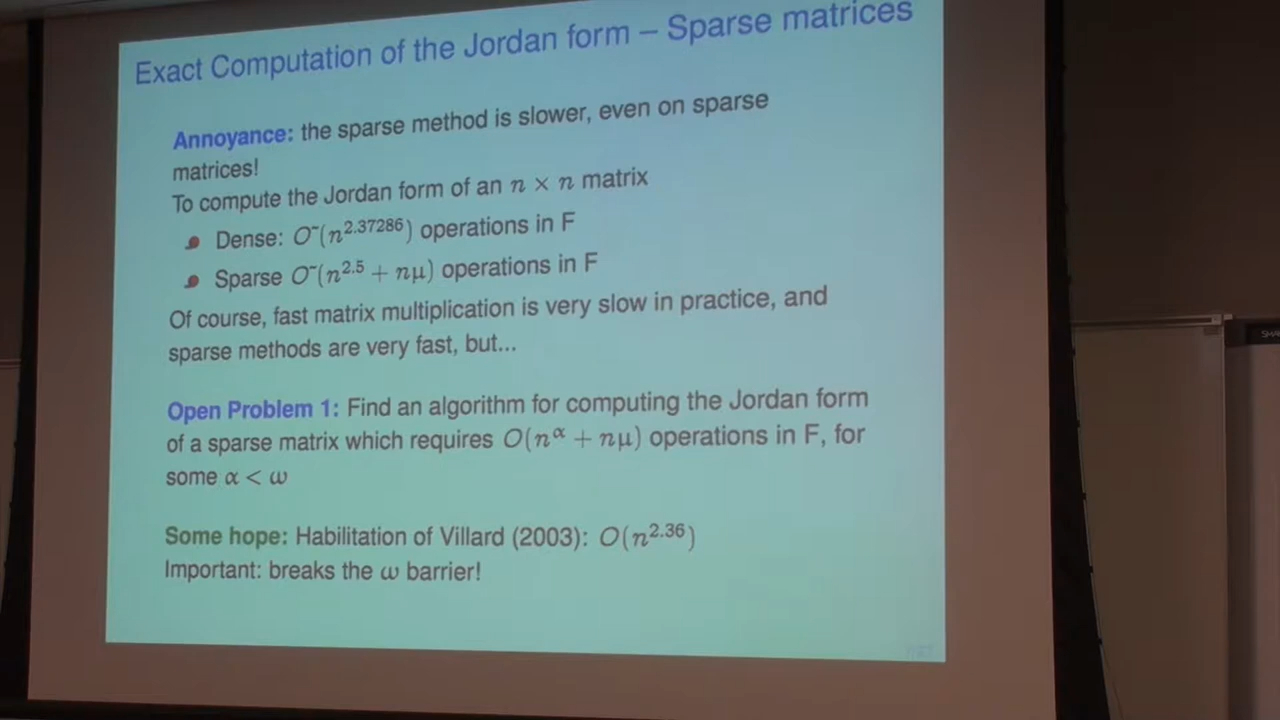 Exact Computation of the Jordan form – Sparse matrices
Annoyance: the sparse method is slower, even on sparse
matrices!
To compute the Jordan form of an n × n matrix
Dense: O˜(n^2.37286) operations in F
Sparse O˜(n^2.5 + nμ) operations in F
Of course, fast matrix multiplication is very slow in practice, and
sparse methods are very fast, but...
Open Problem 1: Find an algorithm for computing the Jordan form
of a sparse matrix which requires O(n^α + nμ) operations in F, for
some α < ω
Some hope: Habilitation of Villard (2003): O(n^2.36)
Important: breaks the ω barrier!